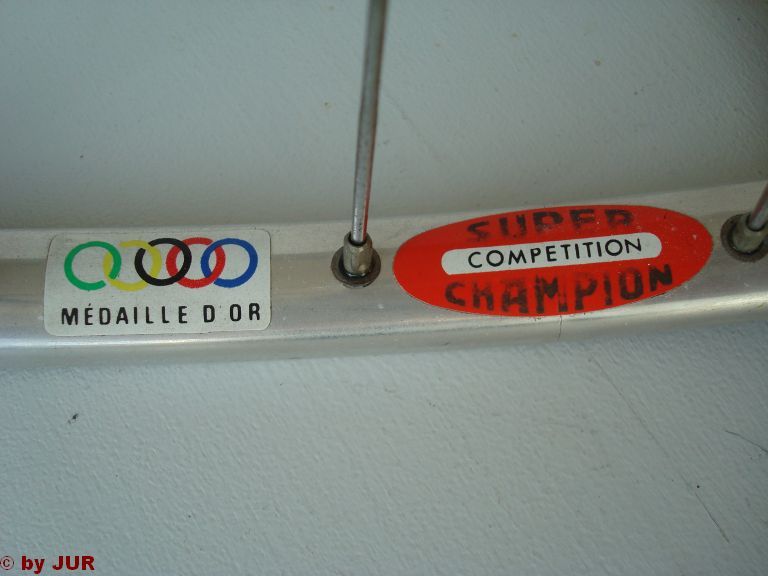 MÉDAILLE D'OR
SUPER
COMPETITION
CHAMPION
© by JUR